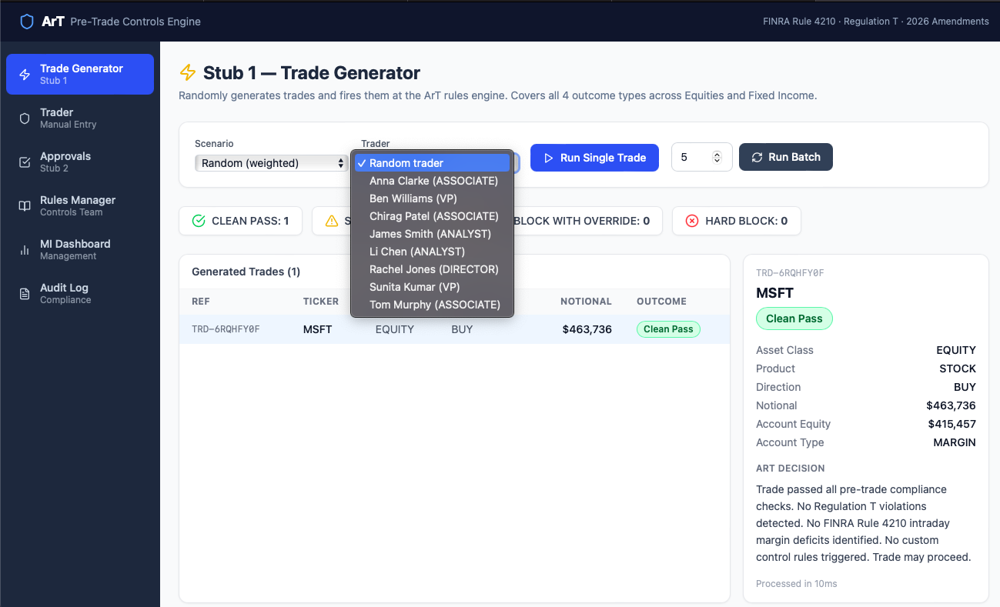 ArT Pre-Trade Controls Engine
FINRA Rule 4210 · Regulation T · 2026 Amendments
Trade Generator
Stub 1
Trader
Manual Entry
Approvals
Stub 2
Rules Manager
Controls Team
MI Dashboard
Management
Audit Log
Compliance
Stub 1 — Trade Generator
Randomly generates trades and fires them at the ArT rules engine. Covers all 4 outcome types across Equities and Fixed Income.
Scenario
Random (weighted)
Trader
✓ Random trader
Anna Clarke (ASSOCIATE)
Ben Williams (VP)
Chirag Patel (ASSOCIATE)
James Smith (ANALYST)
Li Chen (ANALYST)
Rachel Jones (DIRECTOR)
Sunita Kumar (VP)
Tom Murphy (ASSOCIATE)
Run Single Trade
5
Run Batch
CLEAN PASS: 1
S
BLOCK WITH OVERRIDE: 0
HARD BLOCK: 0
Generated Trades (1)
REF TICKER NOTIONAL OUTCOME
TRD-6RQHFY0F MSFT EQUITY BUY $463,736 Clean Pass
TRD-6RQHFY0F
MSFT
Clean Pass
Asset Class EQUITY
Product STOCK
Direction BUY
Notional $463,736
Account Equity $415,457
Account Type MARGIN
ART DECISION
Trade passed all pre-trade compliance
checks. No Regulation T violations
detected. No FINRA Rule 4210 intraday
margin deficits identified. No custom
control rules triggered. Trade may proceed.
Processed in 10ms